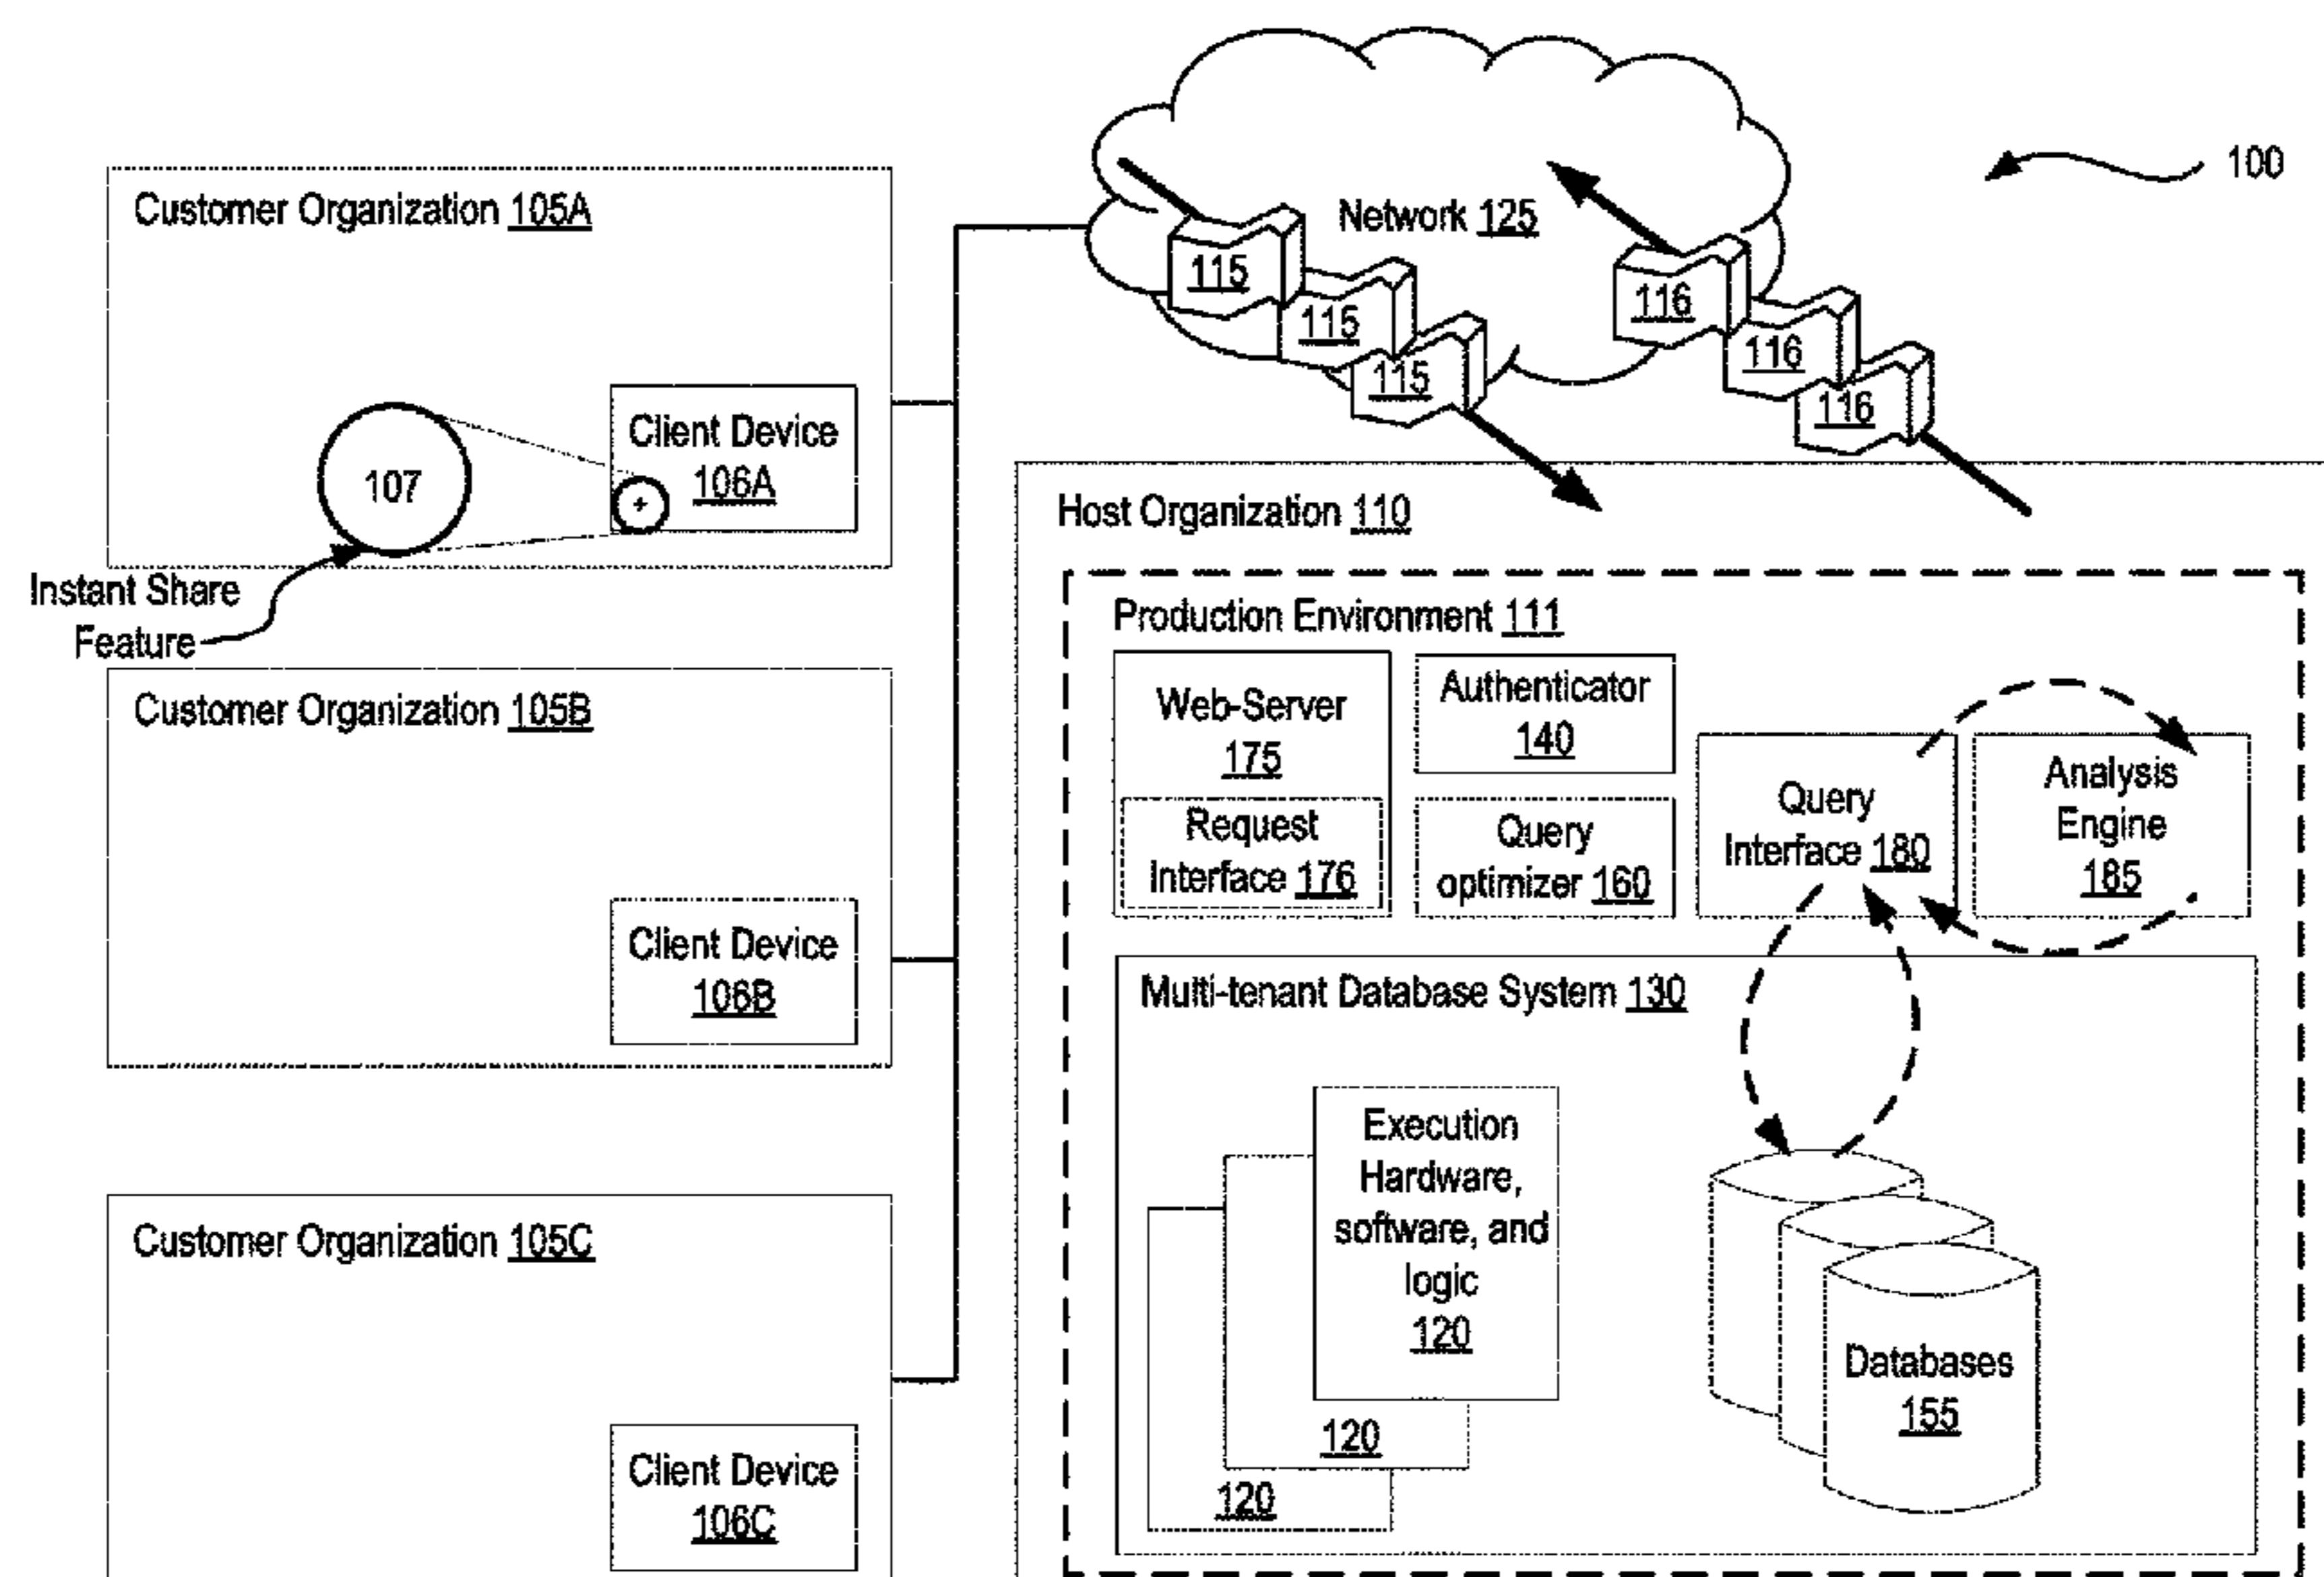 100
Customer Organization 105A
Client Device
106A
107
+
Instant Share
Feature
Customer Organization 105B
Client Device
106B
Customer Organization 105C
Client Device
106C
Network 125
115
115
115
116
116
116
Host Organization 110
Production Environment 111
Web-Server
175
Request
Interface 176
Authenticator
140
Query
optimizer 160
Query
Interface 180
Analysis
Engine
185
Multi-tenant Database System 130
Execution
Hardware,
software, and
logic
120
120
120
Databases
155